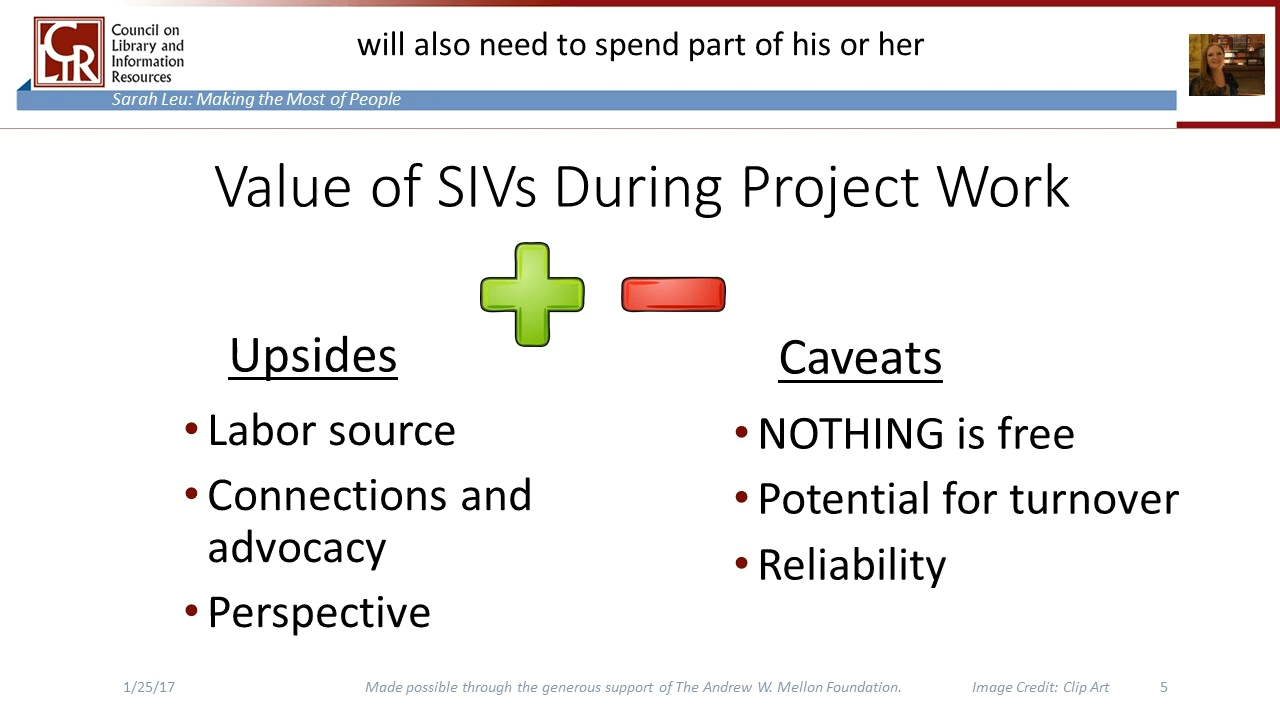 CLIR
Council on
Library and
Information
Resources
will also need to spend part of his or her
Sarah Leu: Making the Most of People
Value of SIVs During Project Work
Upsides
• Labor source
• Connections and
advocacy
• Perspective
Caveats
• NOTHING is free
• Potential for turnover
• Reliability
1/25/17
Made possible through the generous support of The Andrew W. Mellon Foundation.
Image Credit: Clip Art
5